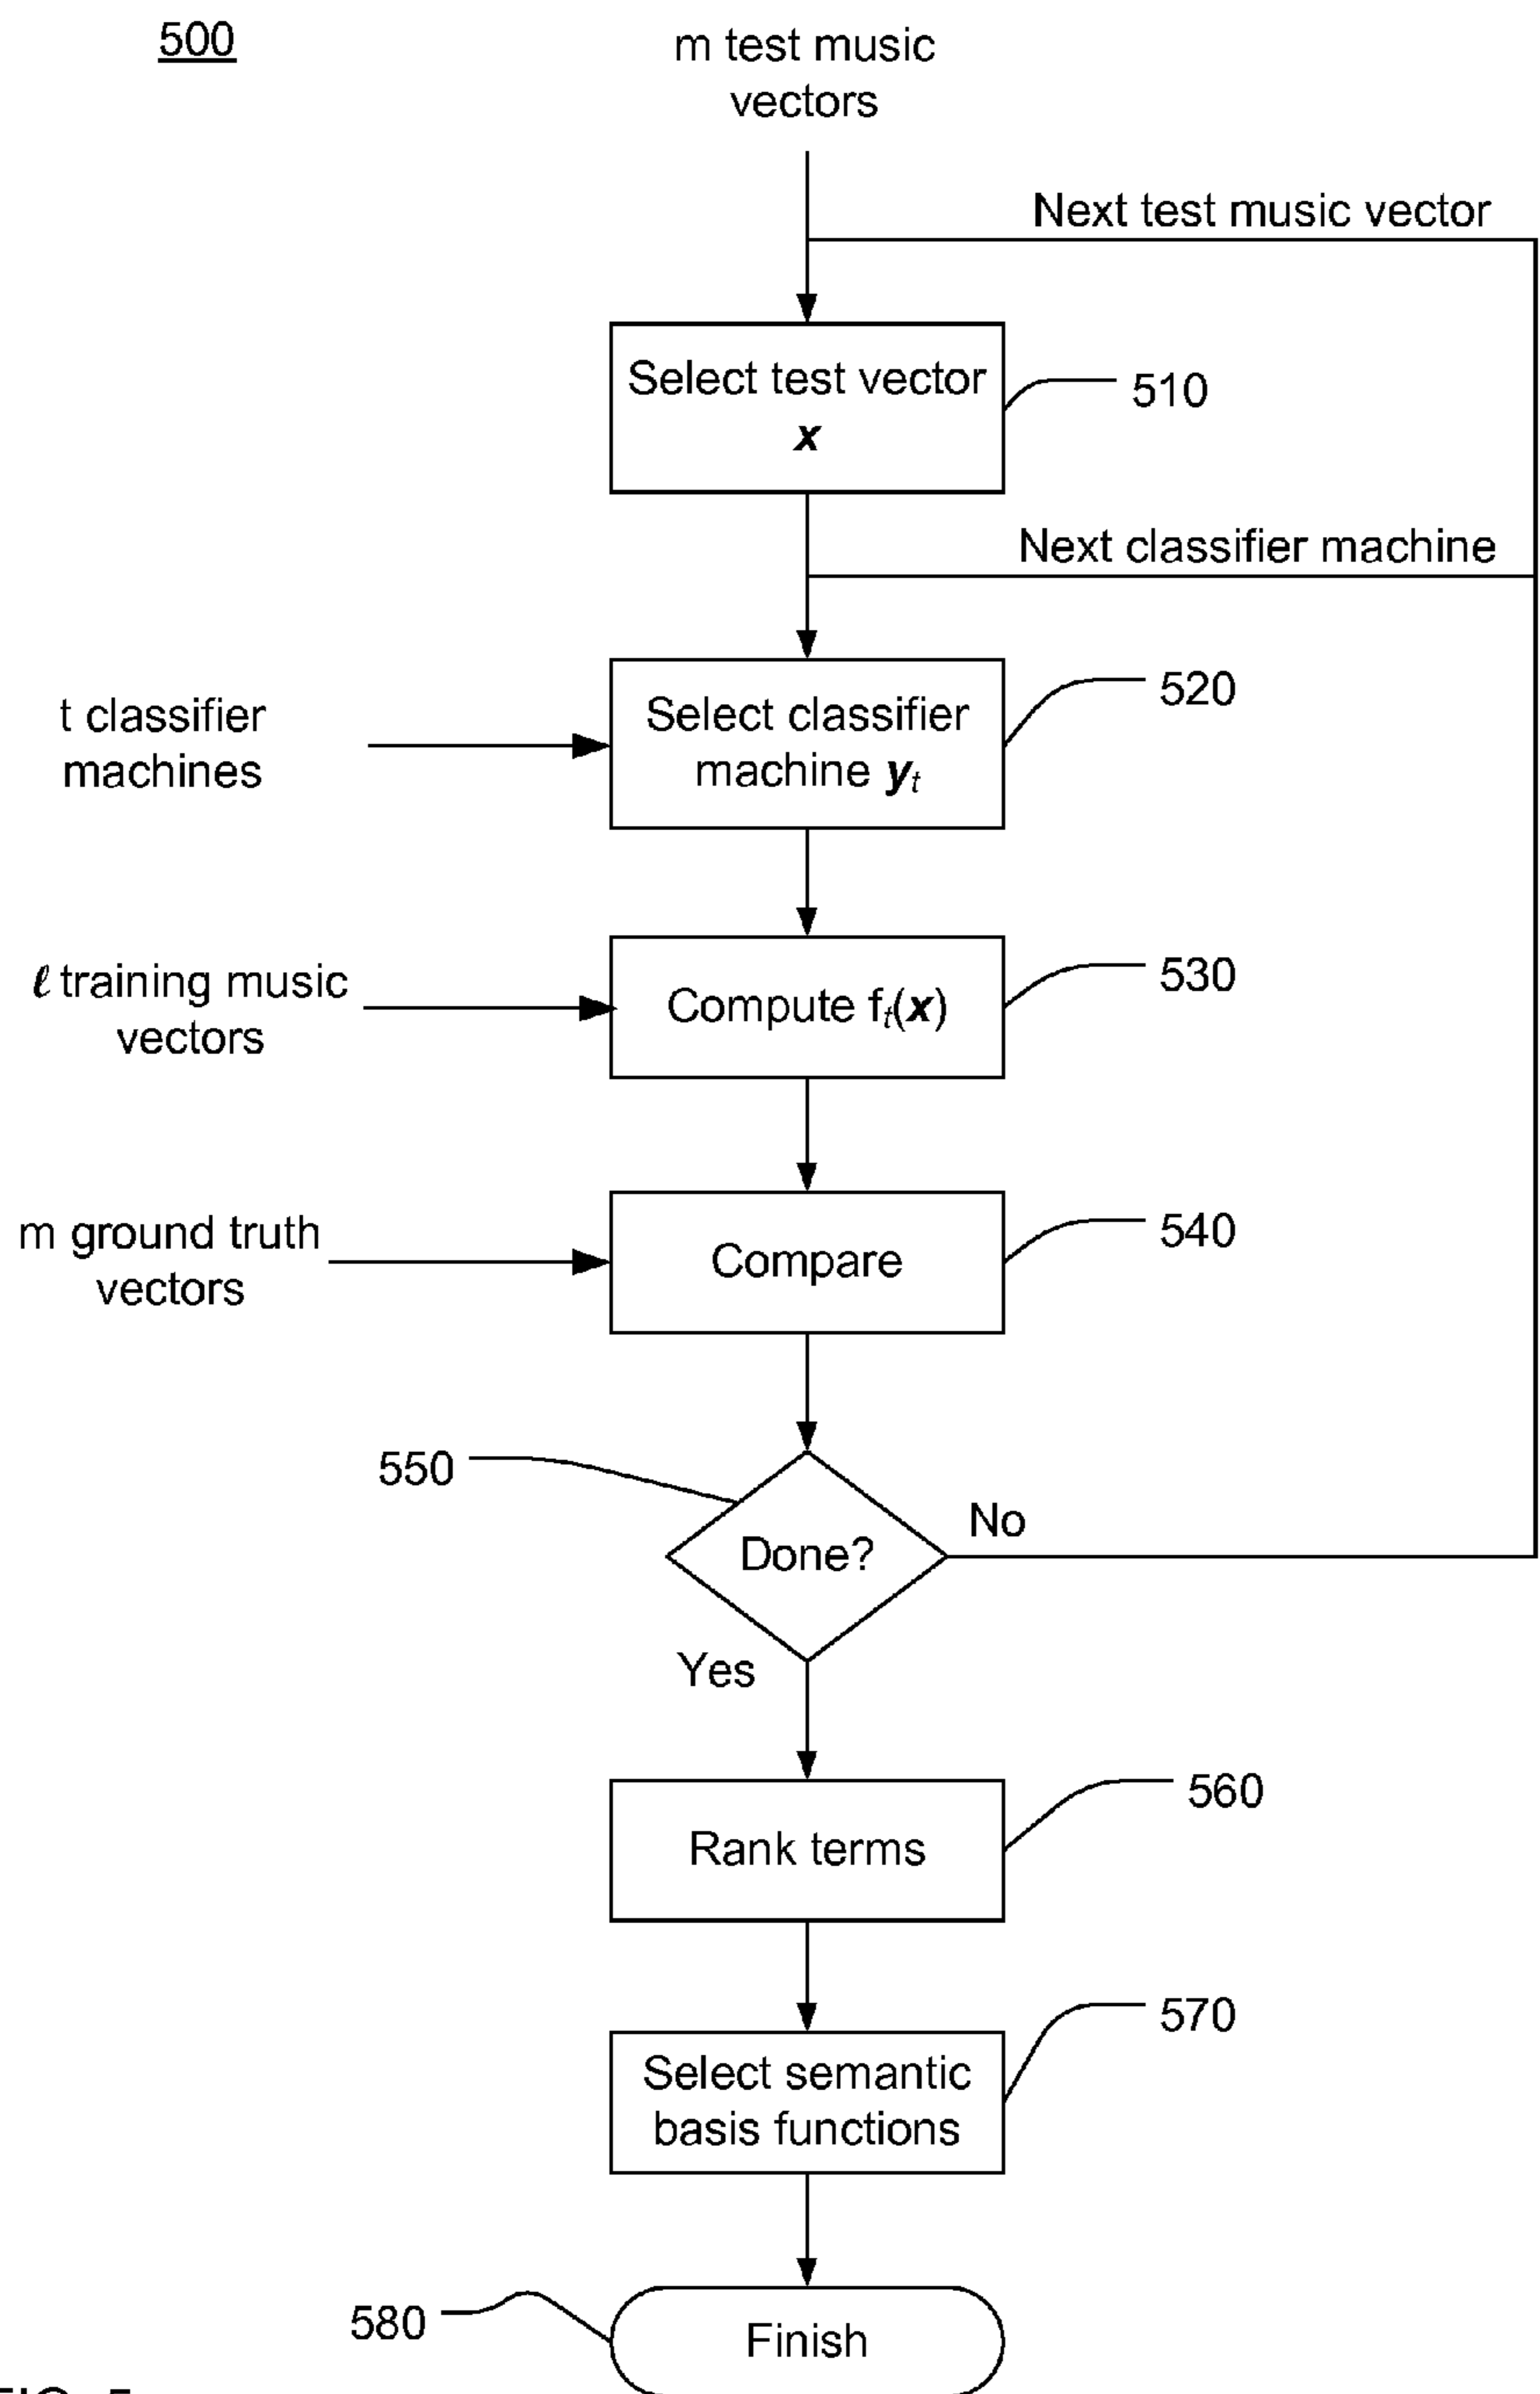 500
m test music
vectors
Next test music vector
Select test vector
x
510
Next classifier machine
t classifier
machines
Select classifier
machine yt
520
ℓ training music
vectors
Compute ft(x)
530
m ground truth
vectors
Compare
540
550
Done?
No
Yes
Rank terms
560
Select semantic
basis functions
570
580
Finish